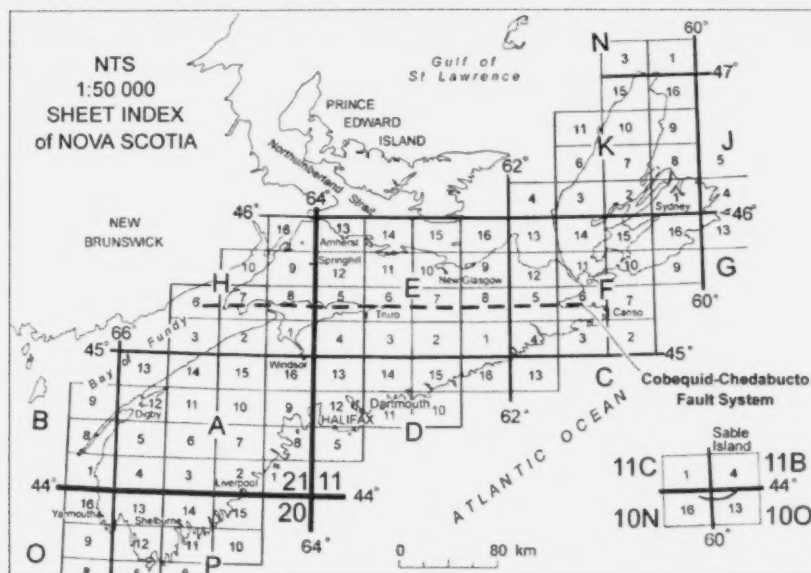 NTS
1:50 000
SHEET INDEX
of NOVA SCOTIA
Gulf of
St Lawrence
PRINCE
EDWARD
ISLAND
Northumberland Strait
NEW
BRUNSWICK
N
60°
3 1
47°
15 16
11 10 9
K
J
6 7 8 5
62°
4 3 2 4
Sydney
64°
46°
46°
16 13 14 15 16 13 14 15 16 13
Amherst
Springhill
10 9 12 11 10 9 12 11 10 9
G
New Glasgow
H
E
F
60°
6 7 8 5 6 7 8 5 6 7
Truro
Canso
66°
Bay of Fundy
45°
3 2 1 4 3 2 1 4 3 2
45°
Windsor
13 14 15 16 13 14 15 16 13
C
Cobequid-Chedabucto
Fault System
62°
B
9 12 11 10 9 12 11 10
Digby
HALIFAX
Dartmouth
A
D
8 5 6 7 8 5
ATLANTIC OCEAN
1 4 3 2 1
Liverpool
21 11
44°
44°
20
64°
16 13 14 15
Yarmouth
Shelburne
9 12 11 10
O
P
8 5 6
0 80 km
Sable
Island
11C 1 4 11B
44°
10N 16 13 10O
60°